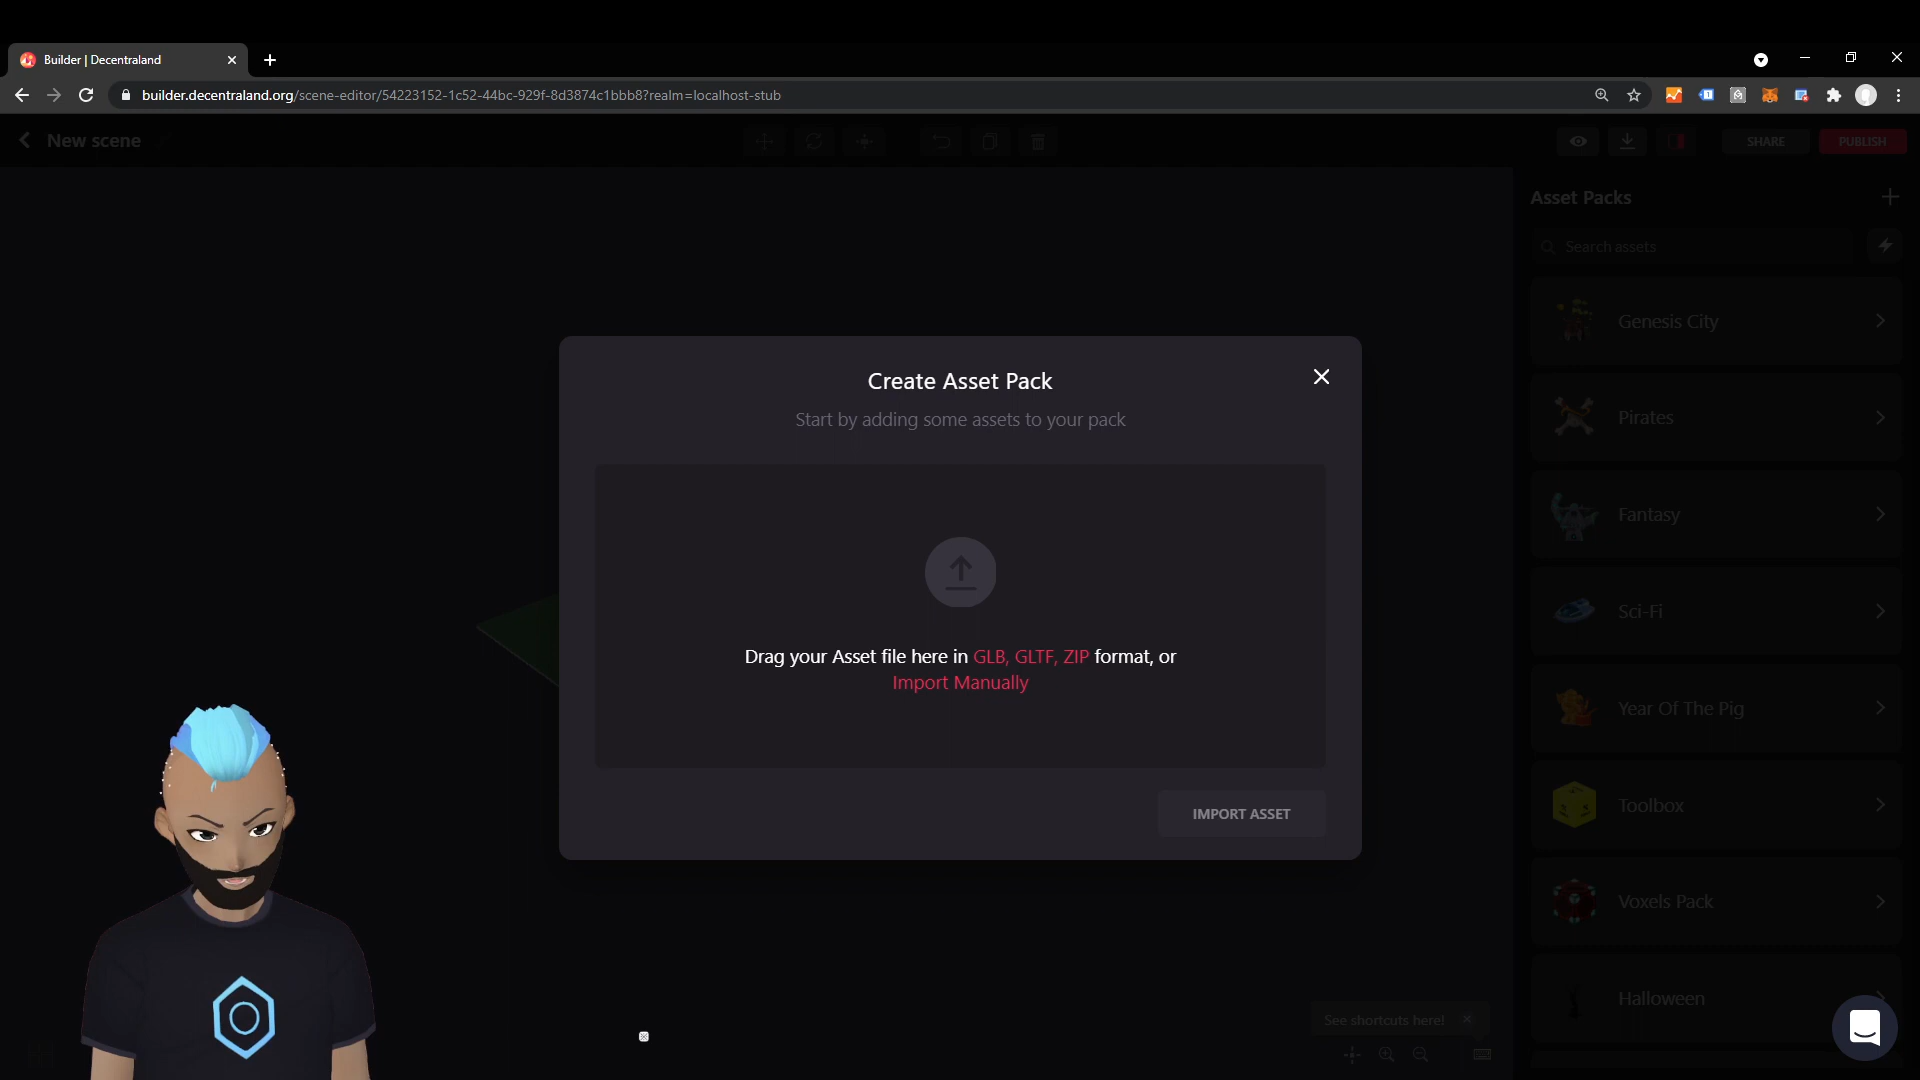 Builder | Decentraland
builder.decentraland.org/scene-editor/54223152-1c52-44bc-929f-8d3874c1bbb8?realm=localhost-stub
New scene
SHARE
PUBLISH
Asset Packs
Search assets
Genesis City
Pirates
Fantasy
Sci-Fi
Year Of The Pig
Toolbox
Voxels Pack
Halloween
Create Asset Pack
Start by adding some assets to your pack
Drag your Asset file here in GLB, GLTF, ZIP format, or
Import Manually
IMPORT ASSET
See shortcuts here!